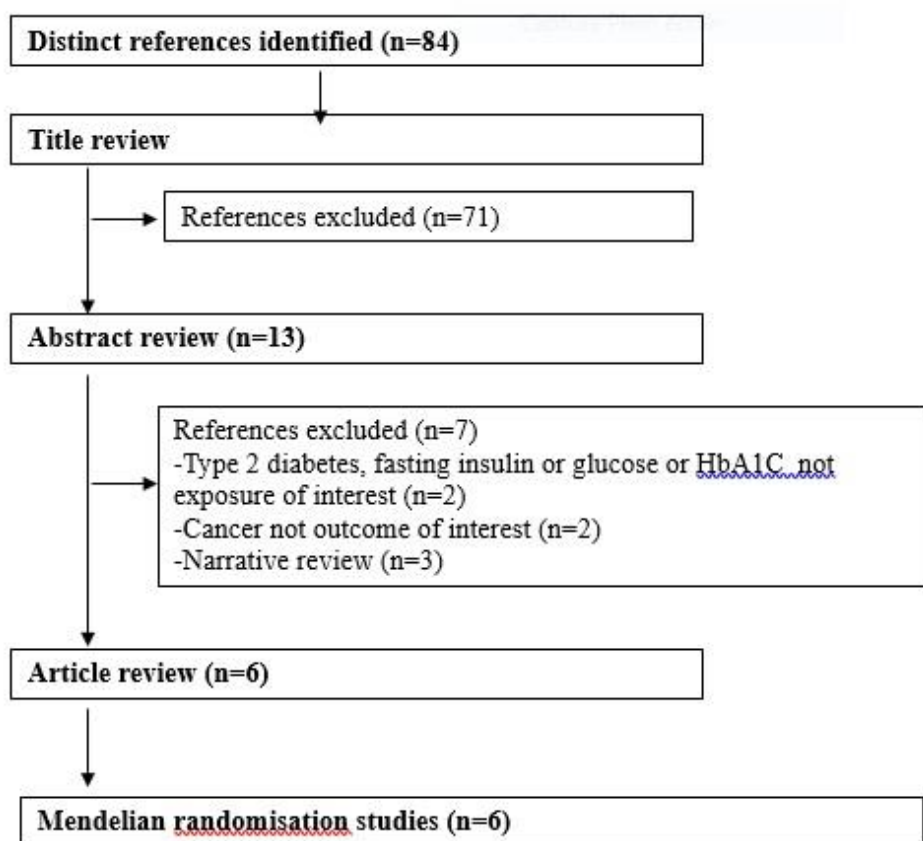 Distinct references identified (n=84)
Title review
References excluded (n=71)
Abstract review (n=13)
References excluded (n=7)
-Type 2 diabetes, fasting insulin or glucose or HbA1C not
exposure of interest (n=2)
-Cancer not outcome of interest (n=2)
-Narrative review (n=3)
Article review (n=6)
Mendelian randomisation studies (n=6)